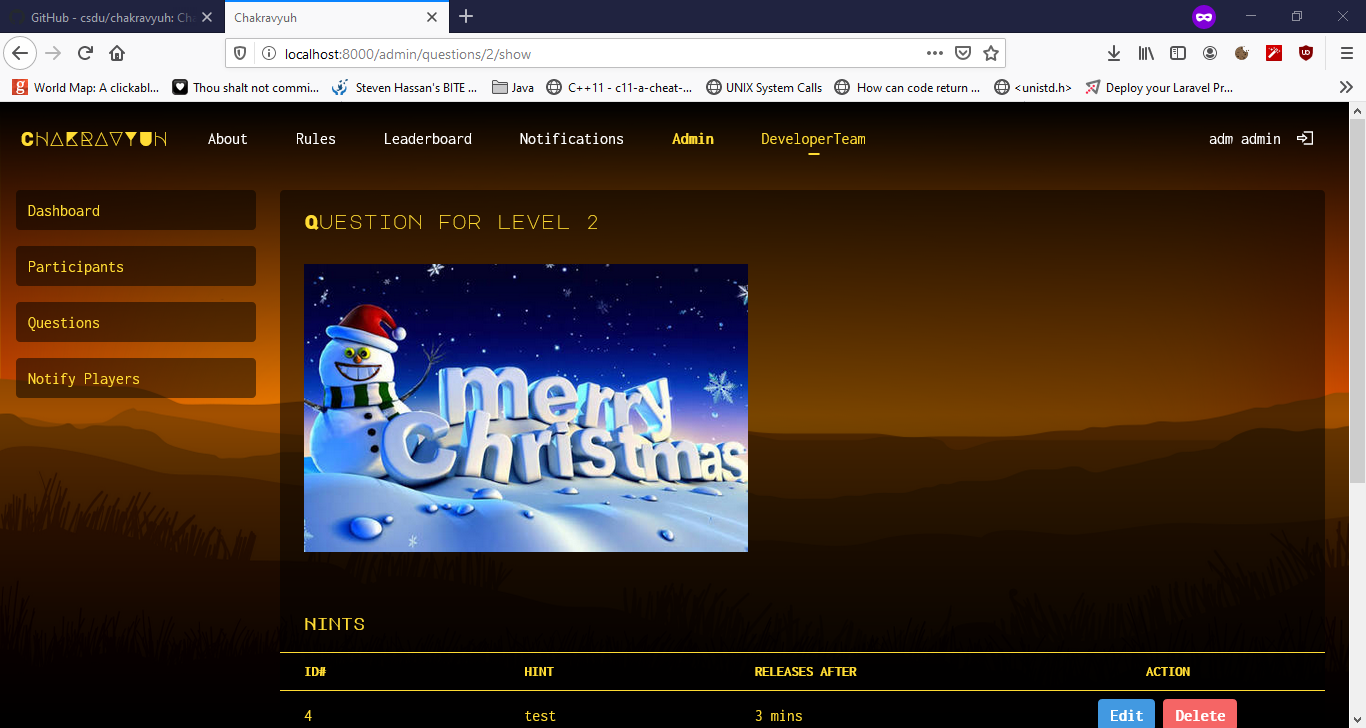 GitHub - csdu/chakravyuh: Cha
Chakravyuh
localhost:8000/admin/questions/2/show
World Map: A clickabl...
Thou shalt not commi...
Steven Hassan's BITE ...
Java
C++11 - c11-a-cheat-...
UNIX System Calls
How can code return ...
<unistd.h>
Deploy your Laravel Pr...
CHAKRAVYUH
About
Rules
Leaderboard
Notifications
Admin
DeveloperTeam
adm admin
Dashboard
Participants
Questions
Notify Players
QUESTION FOR LEVEL 2
merry
Christmas
HINTS
ID# HINT RELEASES AFTER ACTION
4 test 3 mins Edit Delete